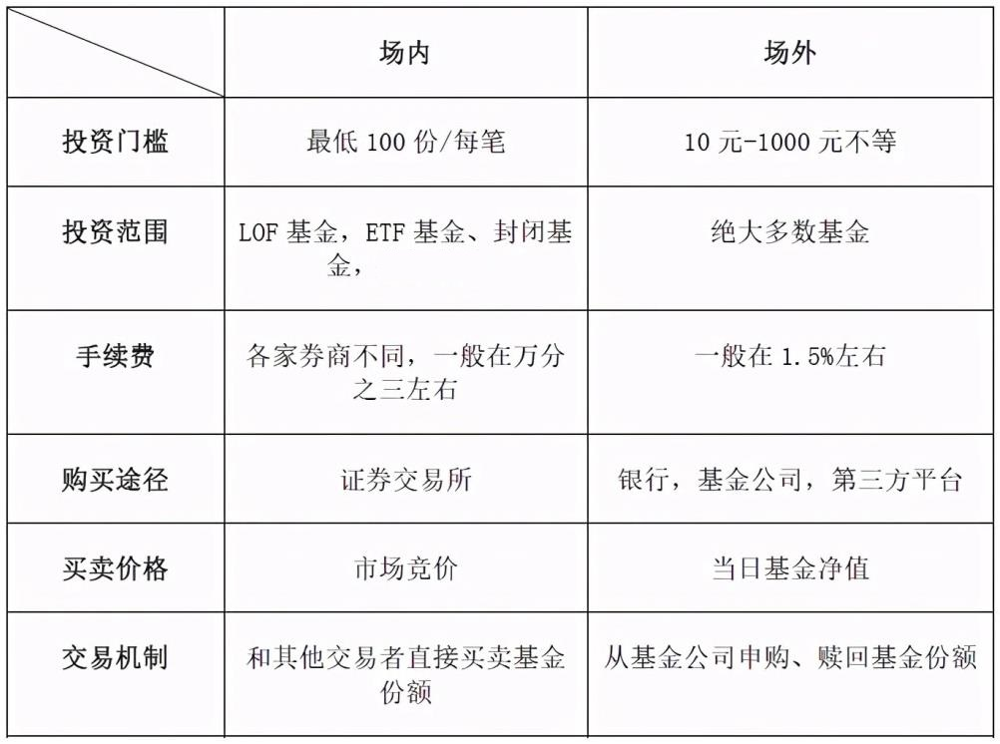 场内 场外
投资门槛 最低 100 份/每笔 10 元-1000 元不等
投资范围 LOF 基金，ETF 基金、封闭基 绝大多数基金
金，
手续费 各家券商不同，一般在万分 一般在 1.5%左右
之三左右
购买途径 证券交易所 银行，基金公司，第三方平台
买卖价格 市场竞价 当日基金净值
交易机制 和其他交易者直接买卖基金 从基金公司申购、赎回基金份额
份额